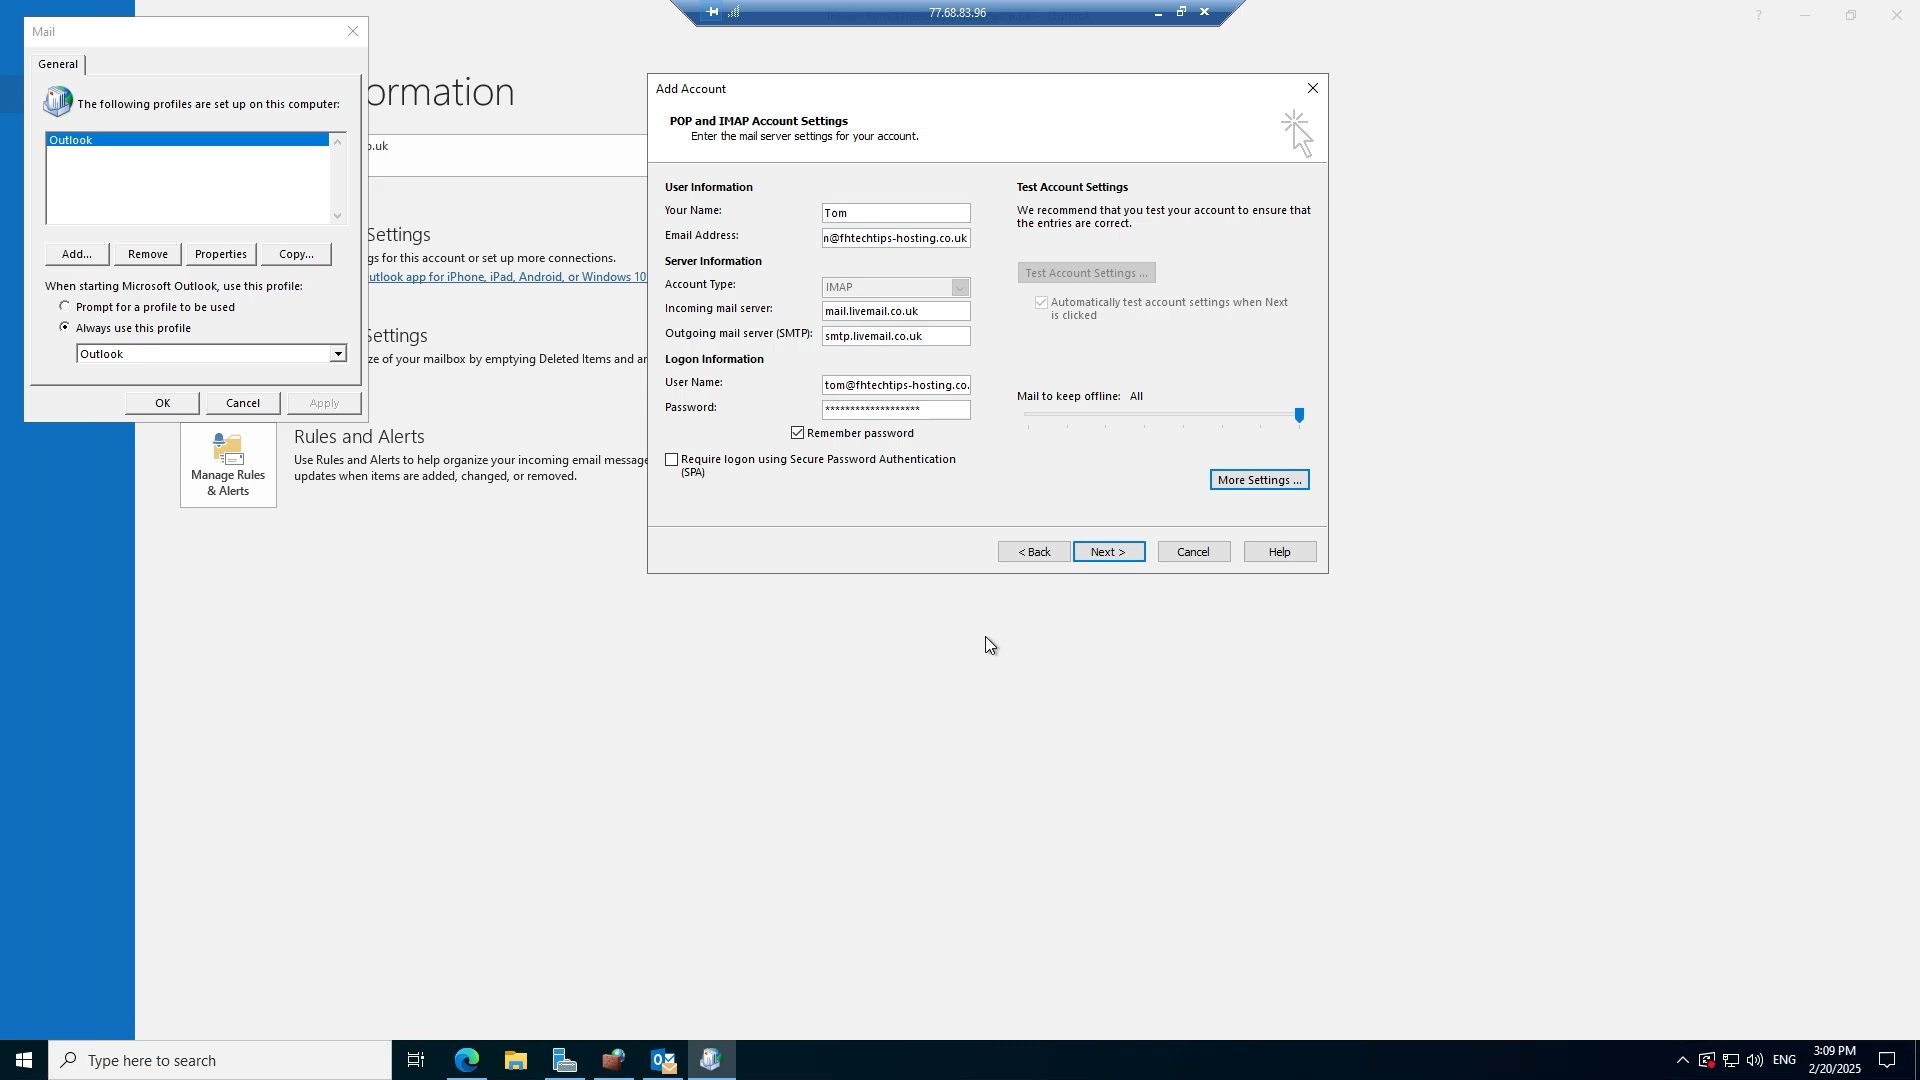 77.68.83.96
Mail
General
The following profiles are set up on this computer:
Outlook
Add...
Remove
Properties
Copy...
When starting Microsoft Outlook, use this profile:
Prompt for a profile to be used
Always use this profile
Outlook
OK
Cancel
Apply
ormation
o.uk
Settings
gs for this account or set up more connections.
utlook app for iPhone, iPad, Android, or Windows 10
Settings
ze of your mailbox by emptying Deleted Items and ar
Manage Rules
& Alerts
Rules and Alerts
Use Rules and Alerts to help organize your incoming email message
updates when items are added, changed, or removed.
Add Account
POP and IMAP Account Settings
Enter the mail server settings for your account.
User Information
Your Name:
Tom
Email Address:
n@fhtechtips-hosting.co.uk
Server Information
Account Type:
IMAP
Incoming mail server:
mail.livemail.co.uk
Outgoing mail server (SMTP):
smtp.livemail.co.uk
Logon Information
User Name:
tom@fhtechtips-hosting.co.
Password:
*******************
Remember password
Require logon using Secure Password Authentication
(SPA)
Test Account Settings
We recommend that you test your account to ensure that
the entries are correct.
Test Account Settings ...
Automatically test account settings when Next
is clicked
Mail to keep offline: All
More Settings ...
< Back
Next >
Cancel
Help
Type here to search
ENG
3:09 PM
2/20/2025